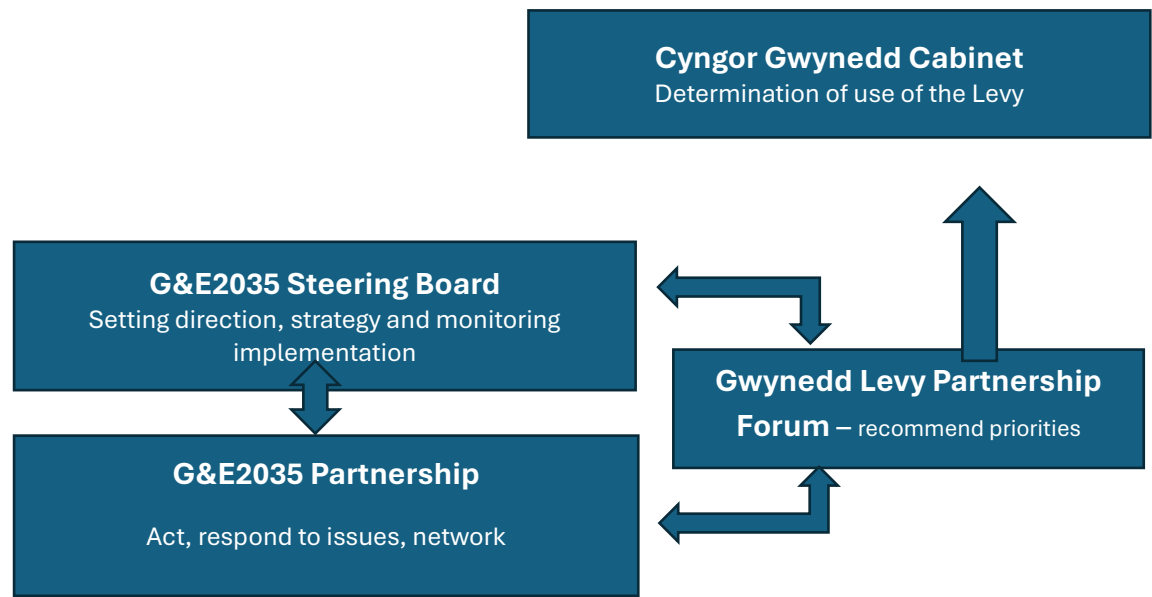 Cyngor Gwynedd Cabinet
Determination of use of the Levy
G&E2035 Steering Board
Setting direction, strategy and monitoring
implementation
Gwynedd Levy Partnership
Forum – recommend priorities
G&E2035 Partnership
Act, respond to issues, network